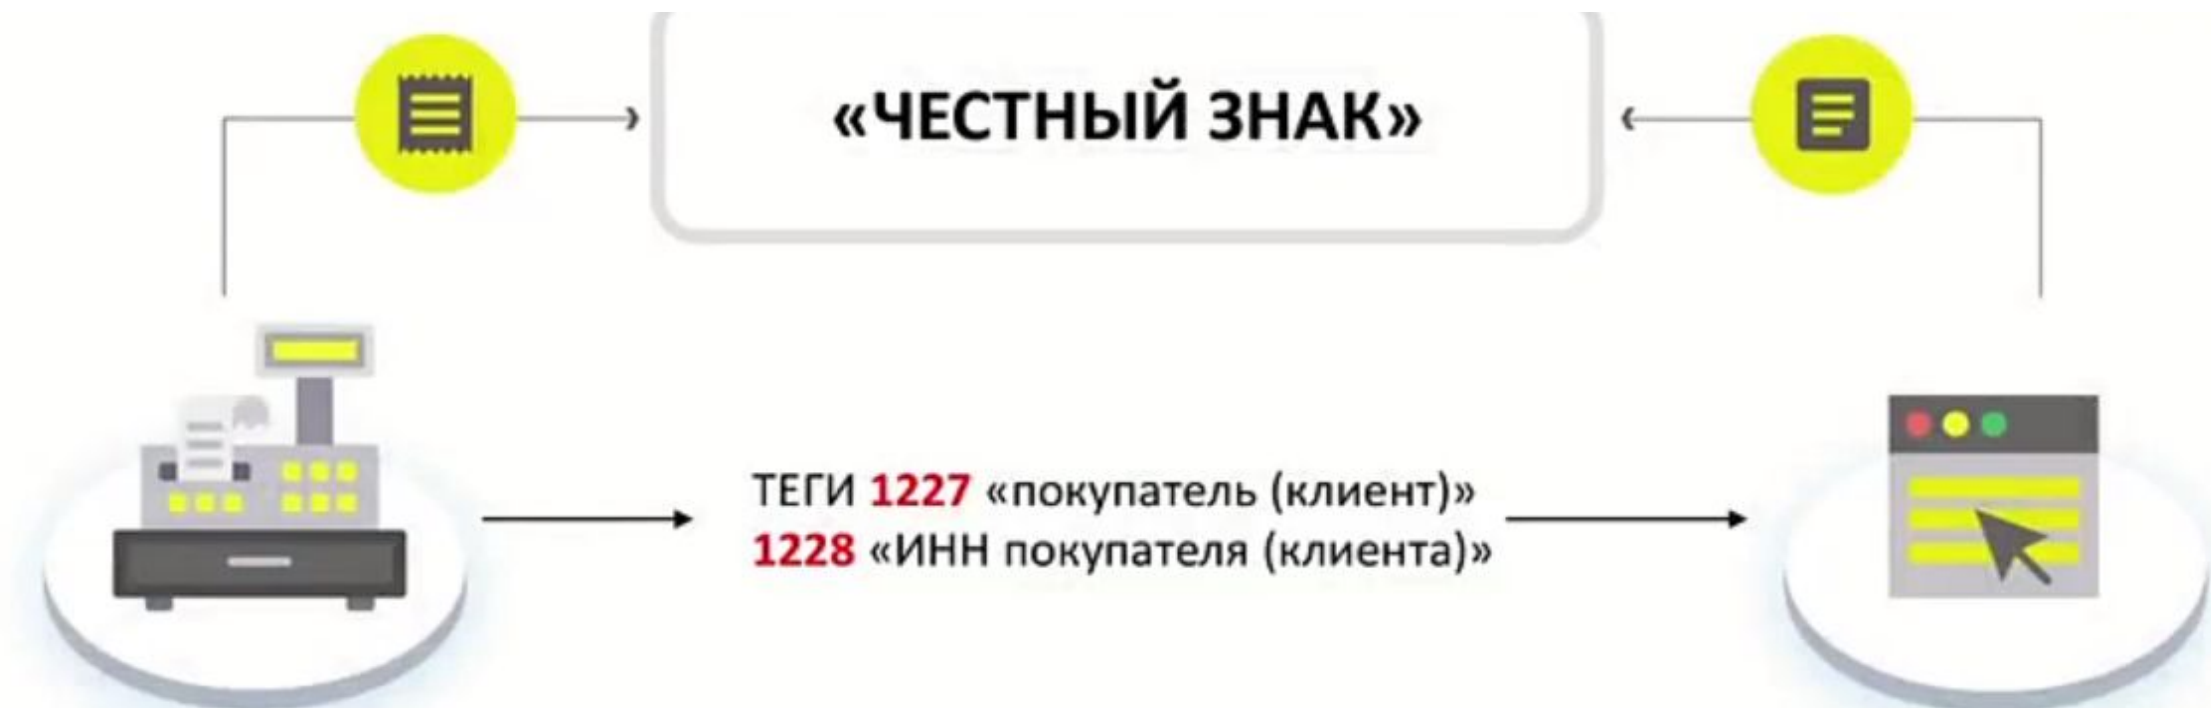 «ЧЕСТНЫЙ ЗНАК»
ТЕГИ 1227 «покупатель (клиент)»
1228 «ИНН покупателя (клиента)»